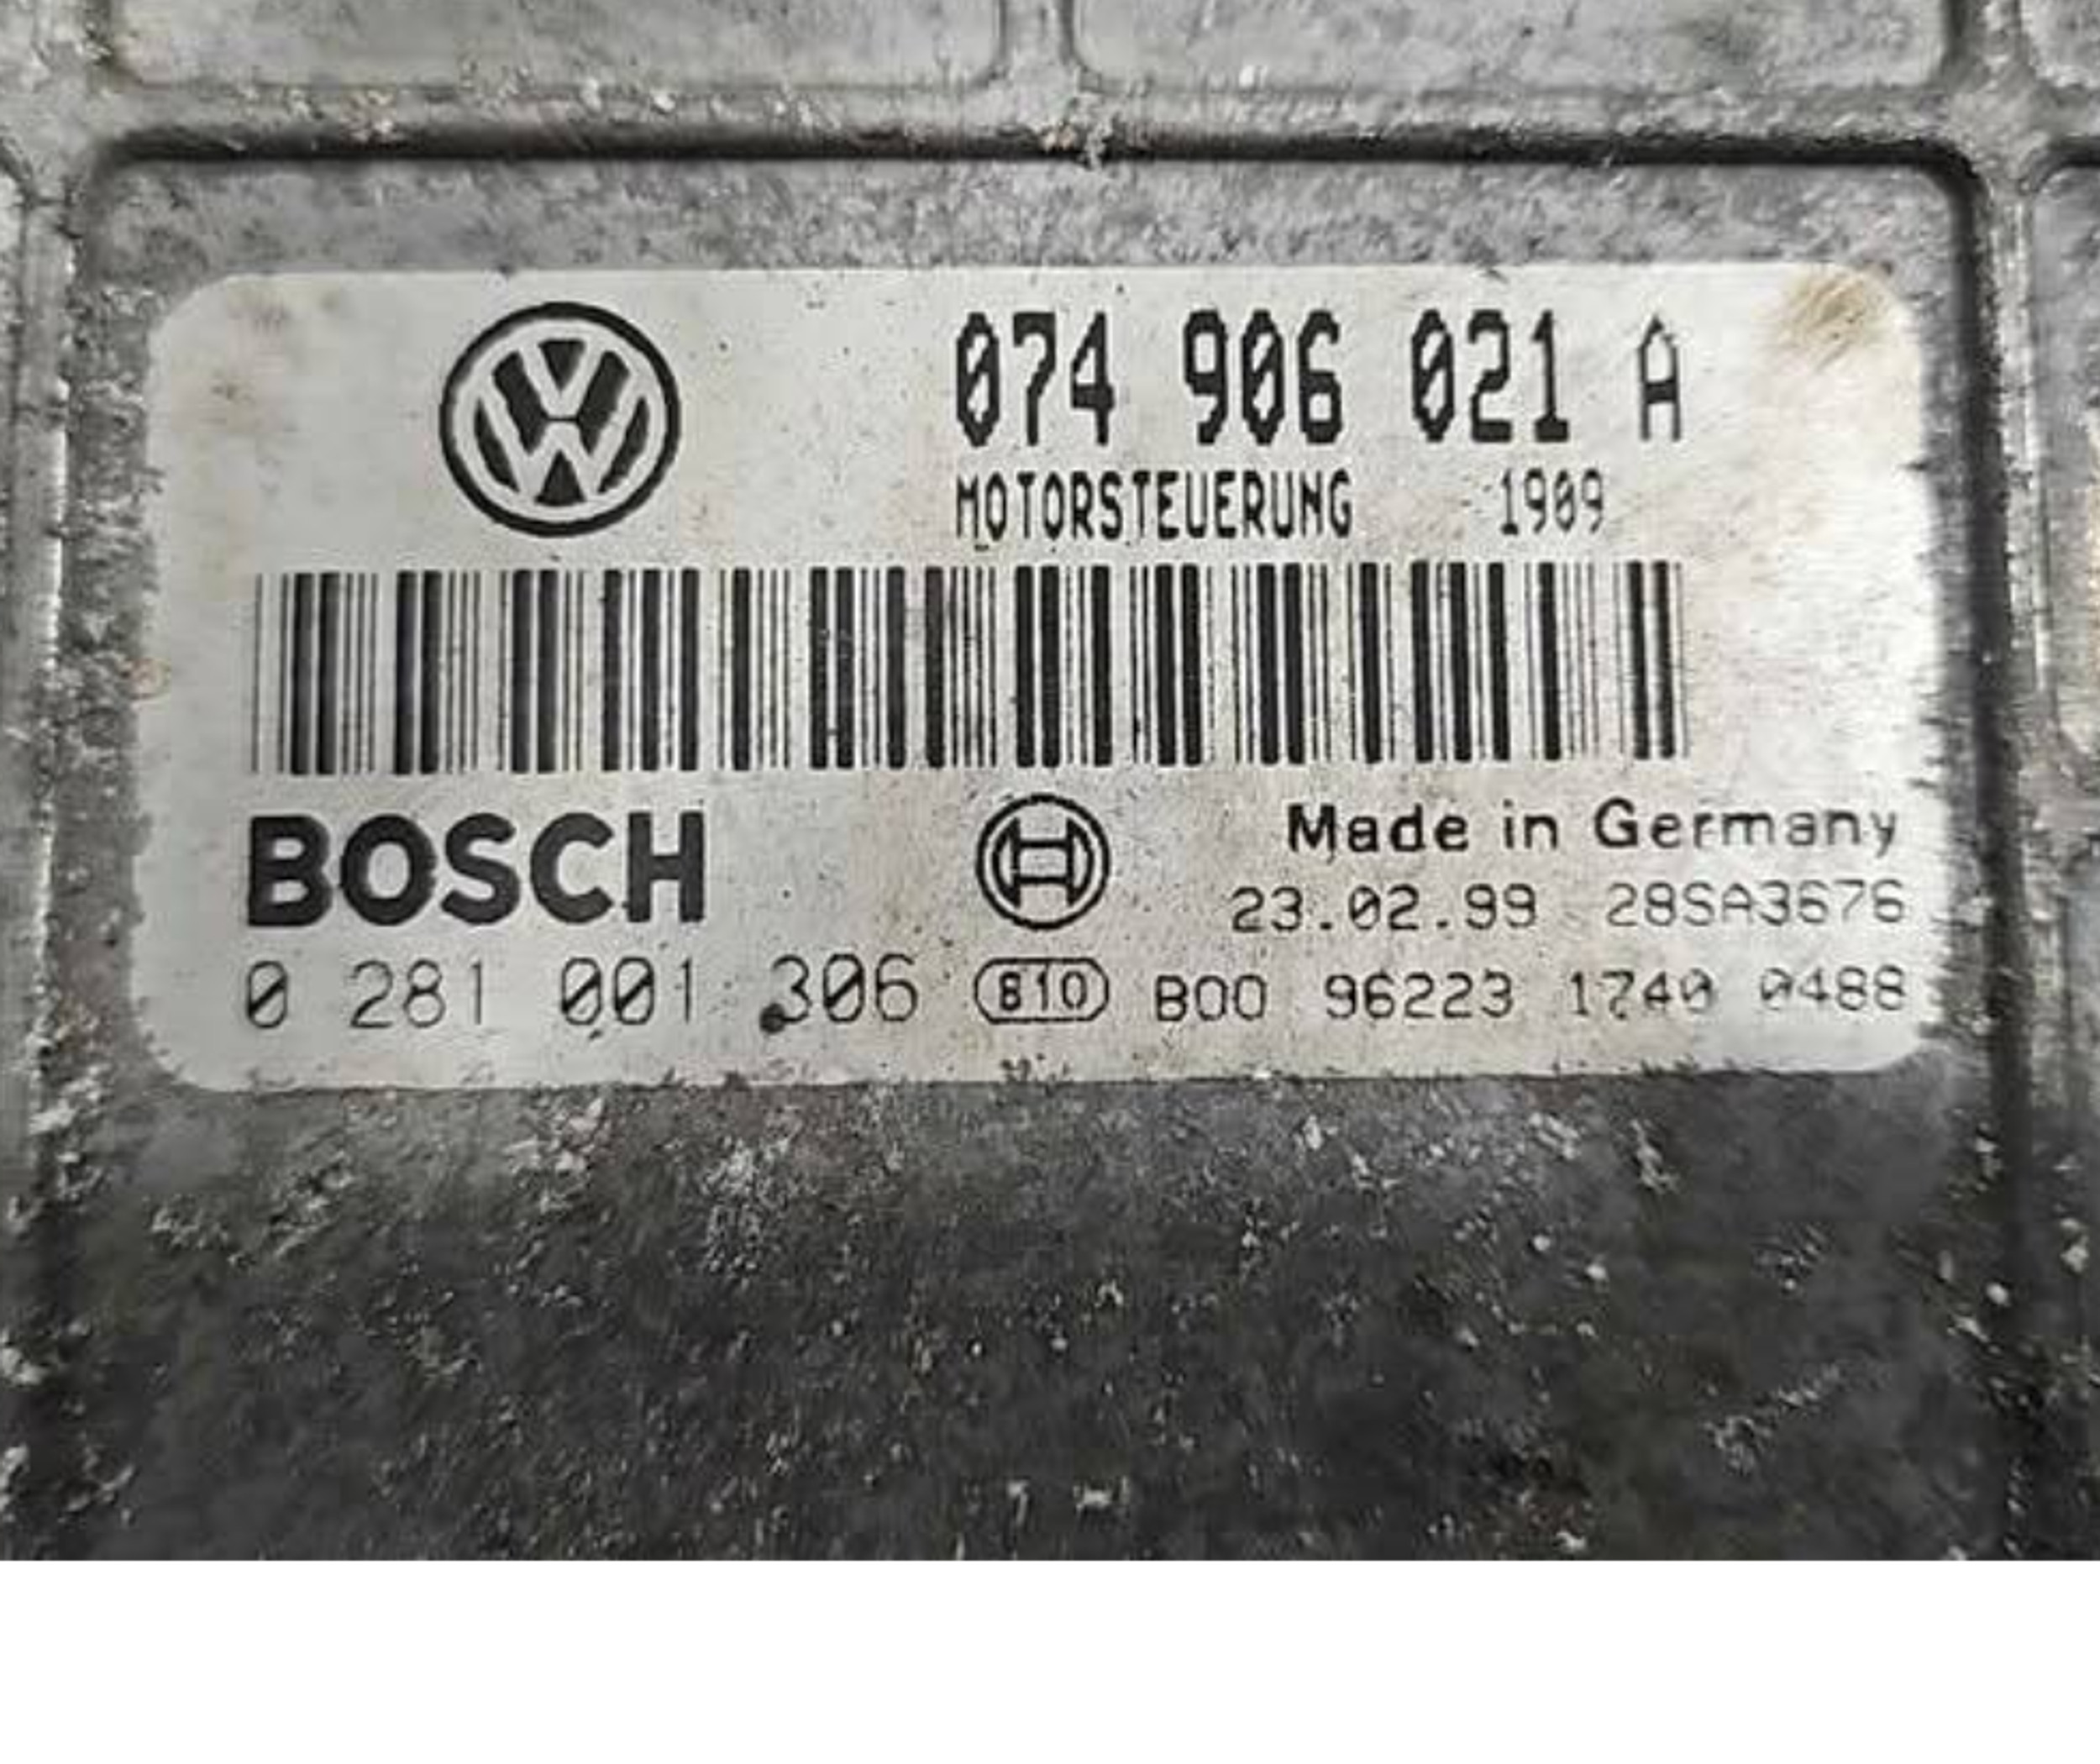 074 906 021 A
MOTORSTEUERUNG 1909
BOSCH
Made in Germany
23.02.99 28SA3676
0 281 001 306 810 B00 96223 1740 0488